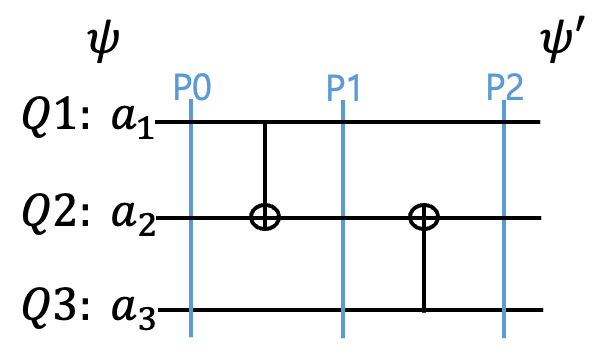 ψ ψ′
P0 P1 P2
Q1: a₁
Q2: a₂
Q3: a₃